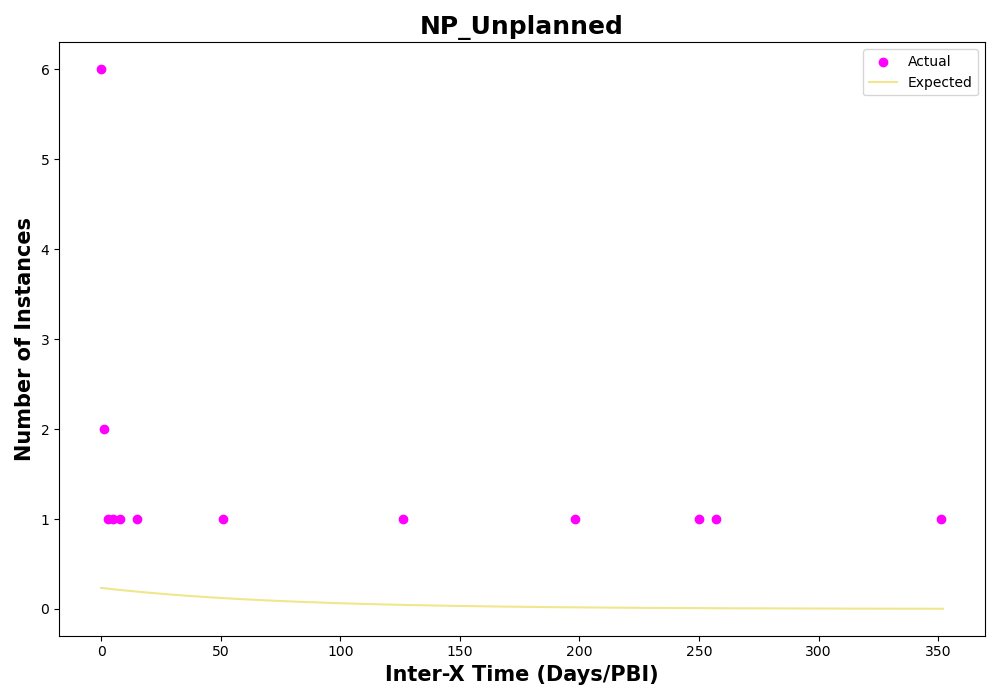 NP_Unplanned
Actual
Expected
Number of Instances
6
5
4
3
2
1
0
0 50 100 150 200 250 300 350
Inter-X Time (Days/PBI)